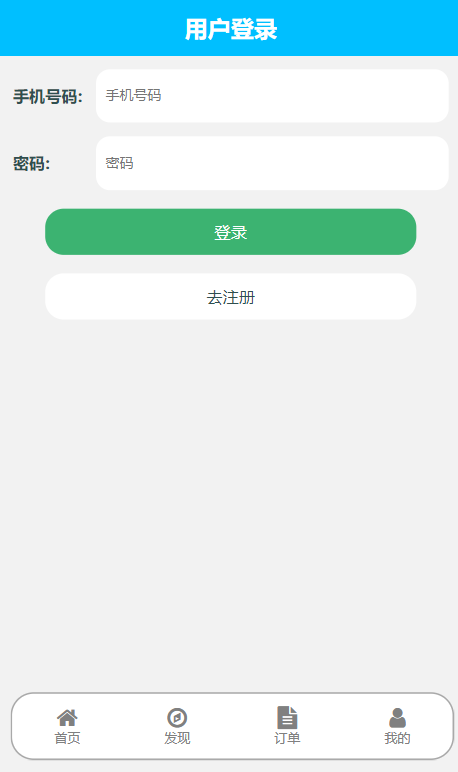 用户登录
手机号码: 手机号码
密码: 密码
登录
去注册
首页 发现 订单 我的